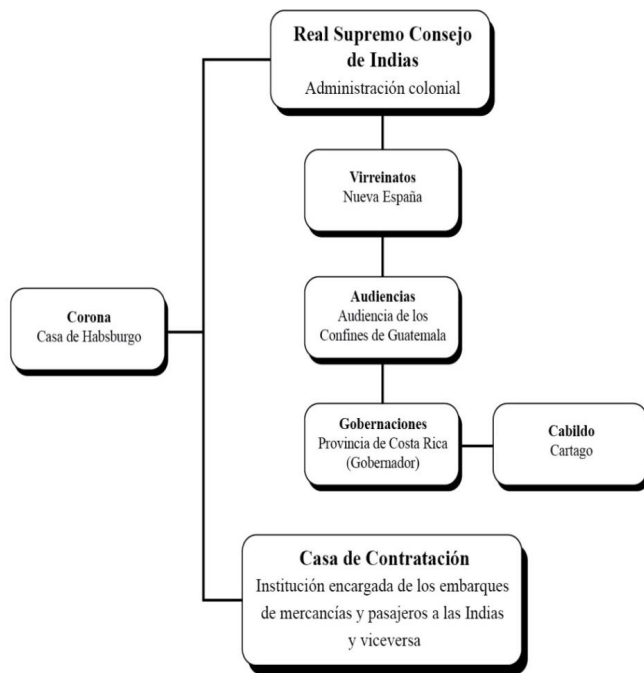 Real Supremo Consejo
de Indias
Administración colonial
Virreinatos
Nueva España
Audiencias
Audiencia de los
Confines de Guatemala
Corona
Casa de Habsburgo
Gobernaciones
Provincia de Costa Rica
(Gobernador)
Cabildo
Cartago
Casa de Contratación
Institución encargada de los embarques
de mercancías y pasajeros a las Indias
y viceversa